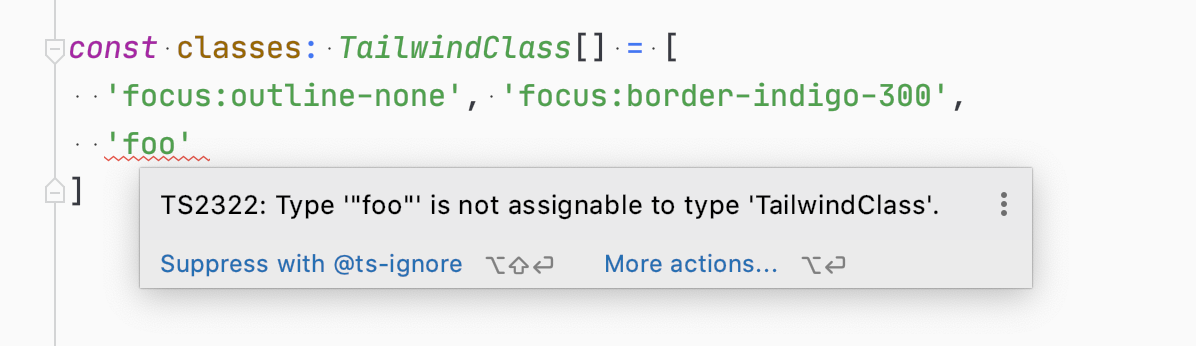 const classes: TailwindClass[] = [
'focus:outline-none', 'focus:border-indigo-300',
'foo'
]
TS2322: Type '"foo"' is not assignable to type 'TailwindClass'.
Suppress with @ts-ignore ⌥⇧⏎ More actions... ⌥⏎